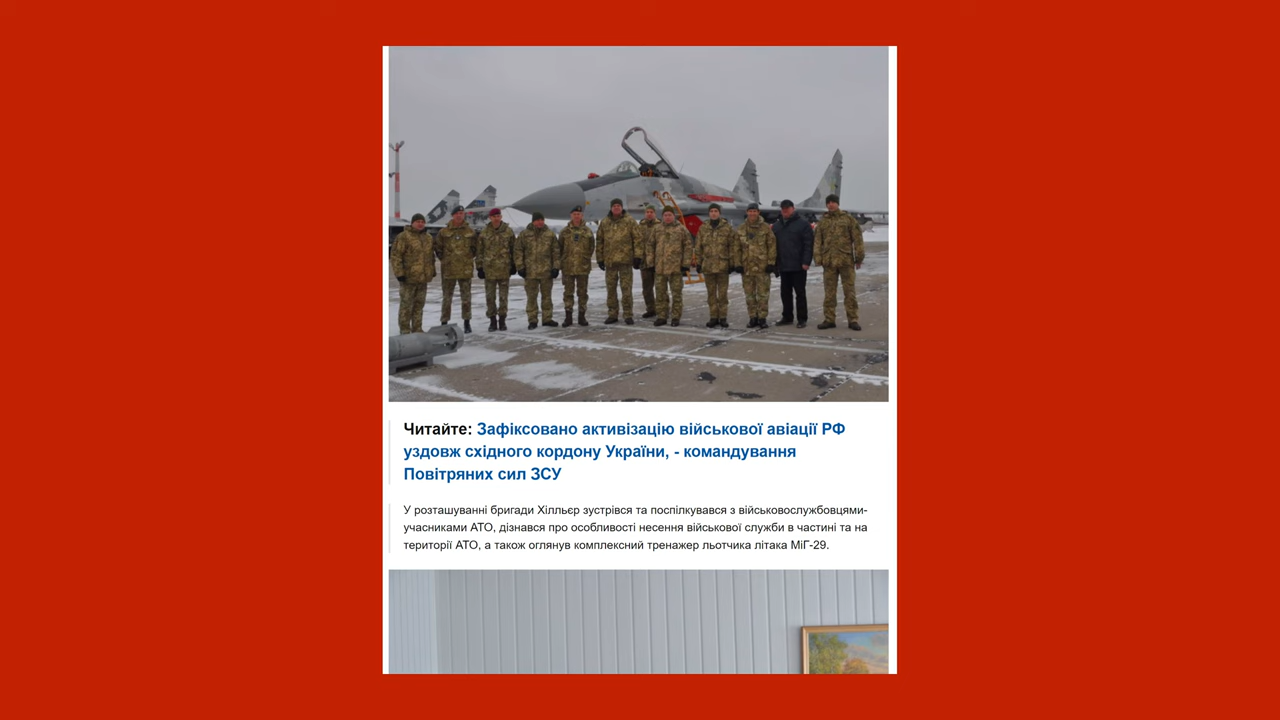 Читайте: Зафіксовано активізацію військової авіації РФ
уздовж східного кордону України, - командування
Повітряних сил ЗСУ
У розташуванні бригади Хілльєр зустрівся та поспілкувався з військовослужбовцями-
учасниками АТО, дізнався про особливості несення військової служби в частині та на
території АТО, а також оглянув комплексний тренажер льотчика літака МіГ-29.